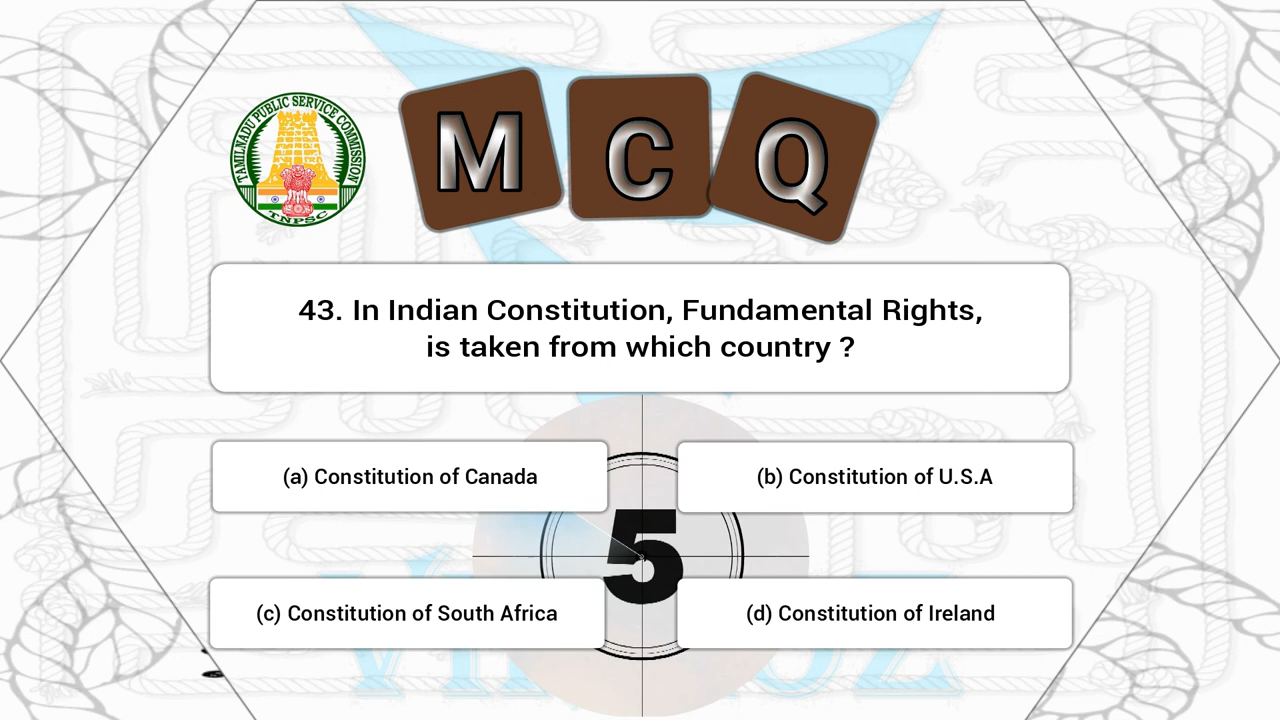 TAMILNADU PUBLIC SERVICE COMMISSION
TNPSC
M C Q
43. In Indian Constitution, Fundamental Rights,
is taken from which country ?
(a) Constitution of Canada
(b) Constitution of U.S.A
5
(c) Constitution of South Africa
(d) Constitution of Ireland